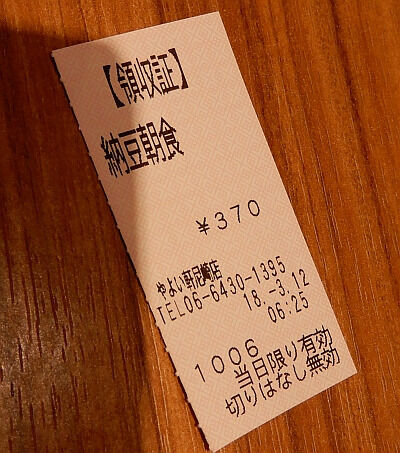 【領収証】
納豆朝食
￥370
やよい軒尼崎店
TEL06-6430-1395
18.-3.12
06:25
1006
当日限り有効
切りはなし無効